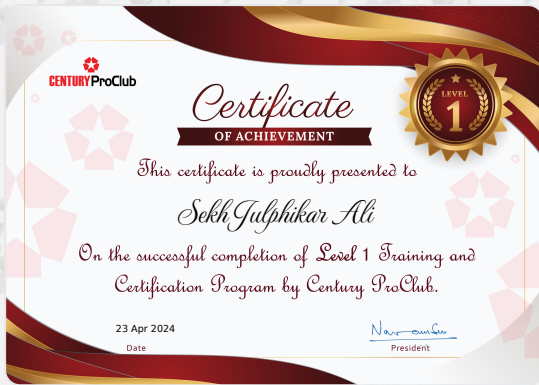 CENTURY ProClub
Certificate
OF ACHIEVEMENT
LEVEL
1
This certificate is proudly presented to
Sekh Julphikar Ali
On the successful completion of Level 1 Training and
Certification Program by Century ProClub.
23 Apr 2024
Date
President